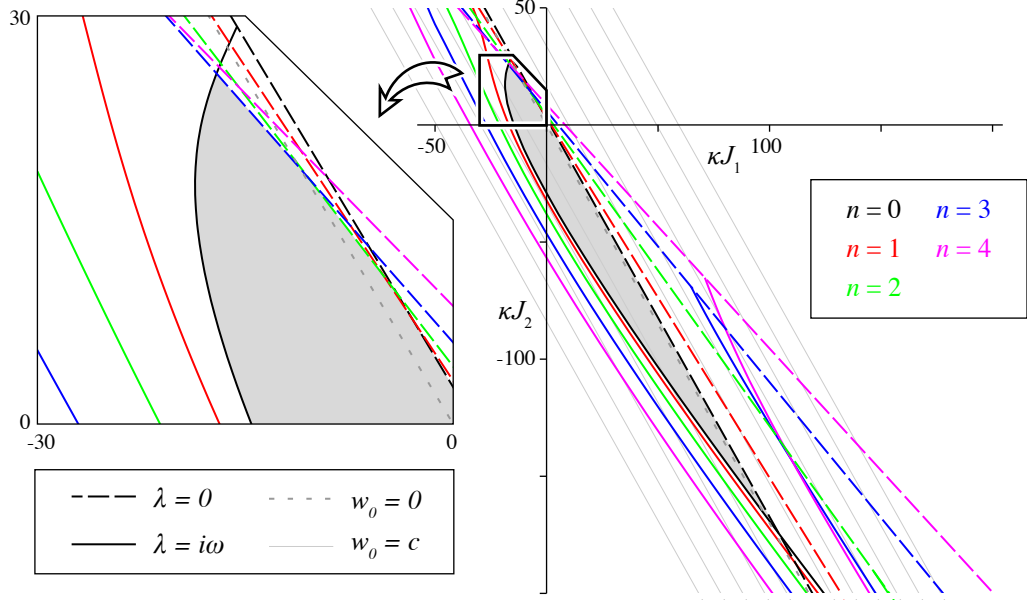 30
0
-30
0
50
-50
100
κJ1
κJ2
-100
n = 0
n = 3
n = 1
n = 4
n = 2
λ = 0
w0 = 0
λ = iω
w0 = c